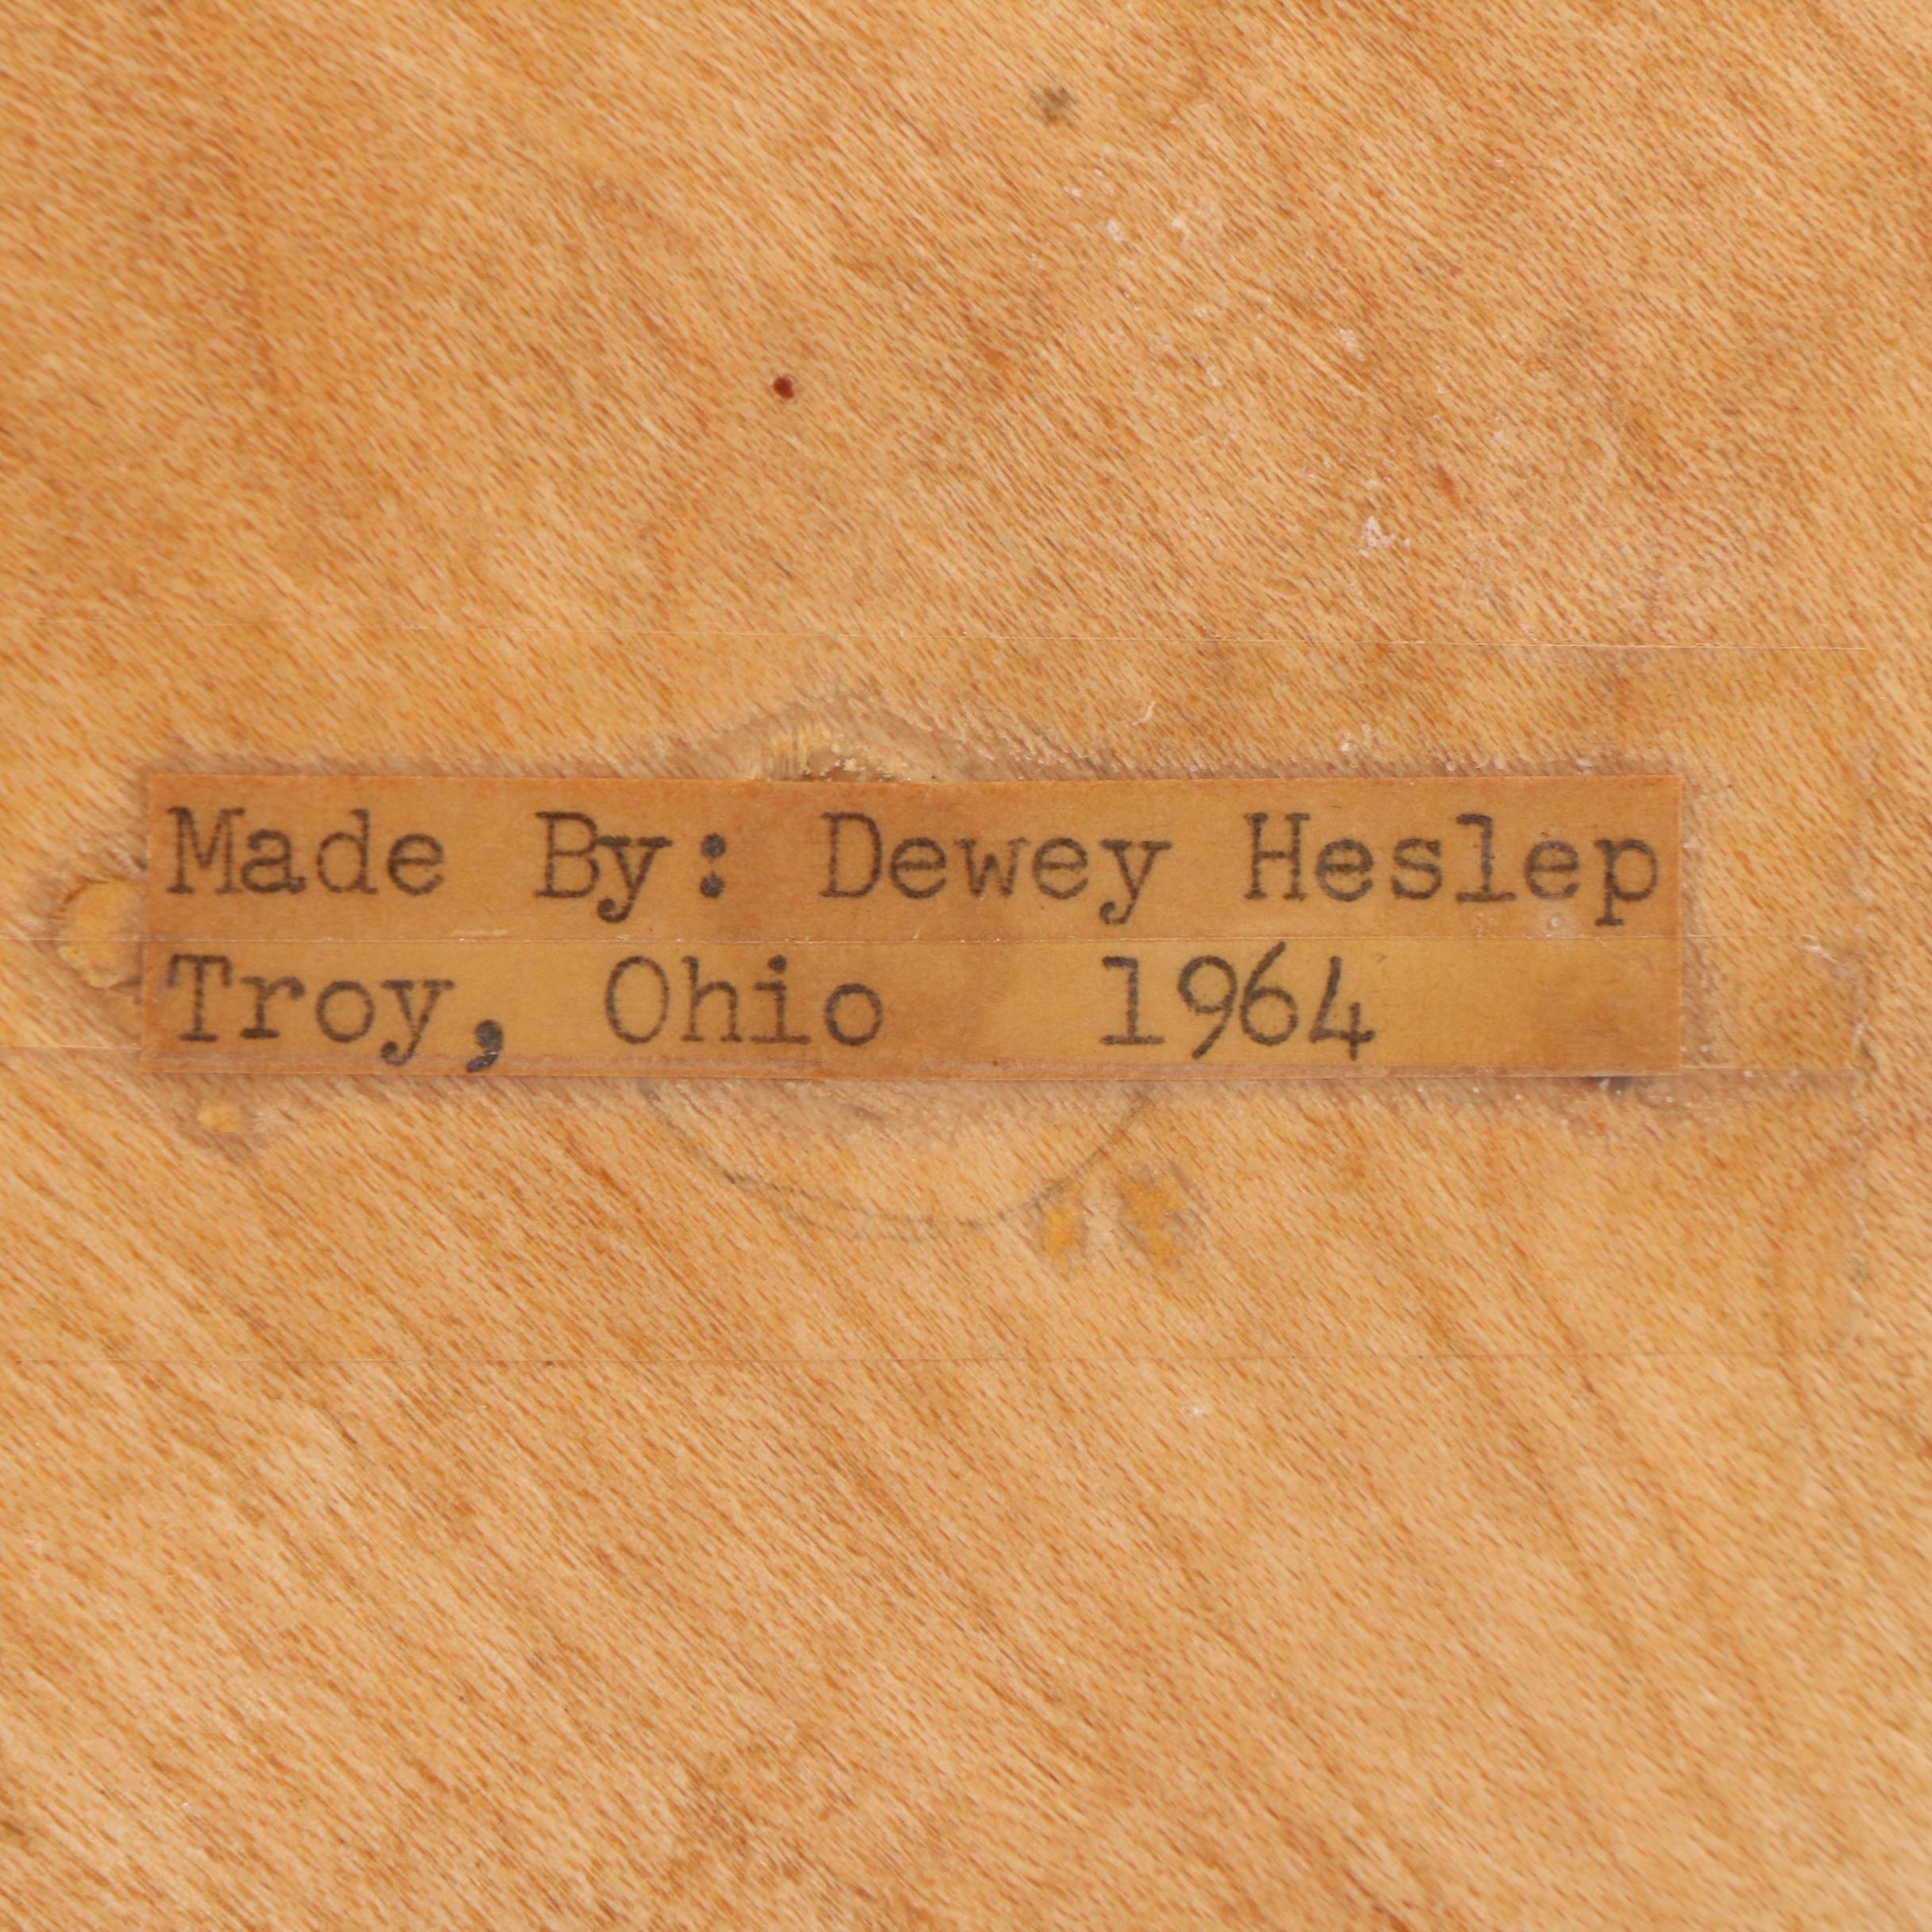 Made By: Dewey Heslep
Troy, Ohio 1964